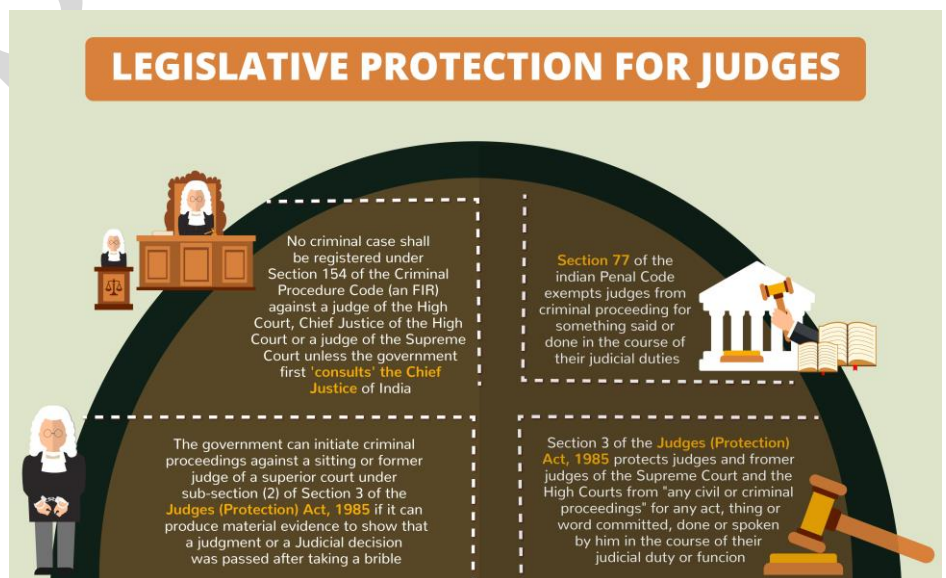 LEGISLATIVE PROTECTION FOR JUDGES
No criminal case shall
be registered under
Section 154 of the Criminal
Procedure Code (an FIR)
against a judge of the High
Court, Chief Justice of the High
Court or a judge of the Supreme
Court unless the government
first 'consults' the Chief
Justice of India
Section 77 of the
indian Penal Code
exempts judges from
criminal proceeding for
something said or
done in the course of
their judicial duties
The government can initiate criminal
proceedings against a sitting or former
judge of a superior court under
sub-section (2) of Section 3 of the
Judges (Protection) Act, 1985 if it can
produce material evidence to show that
a judgment or a Judicial decision
was passed after taking a brible
Section 3 of the Judges (Protection)
Act, 1985 protects judges and fromer
judges of the Supreme Court and the
High Courts from "any civil or criminal
proceedings" for any act, thing or
word committed, done or spoken
by him in the course of their
judicial duty or funcion